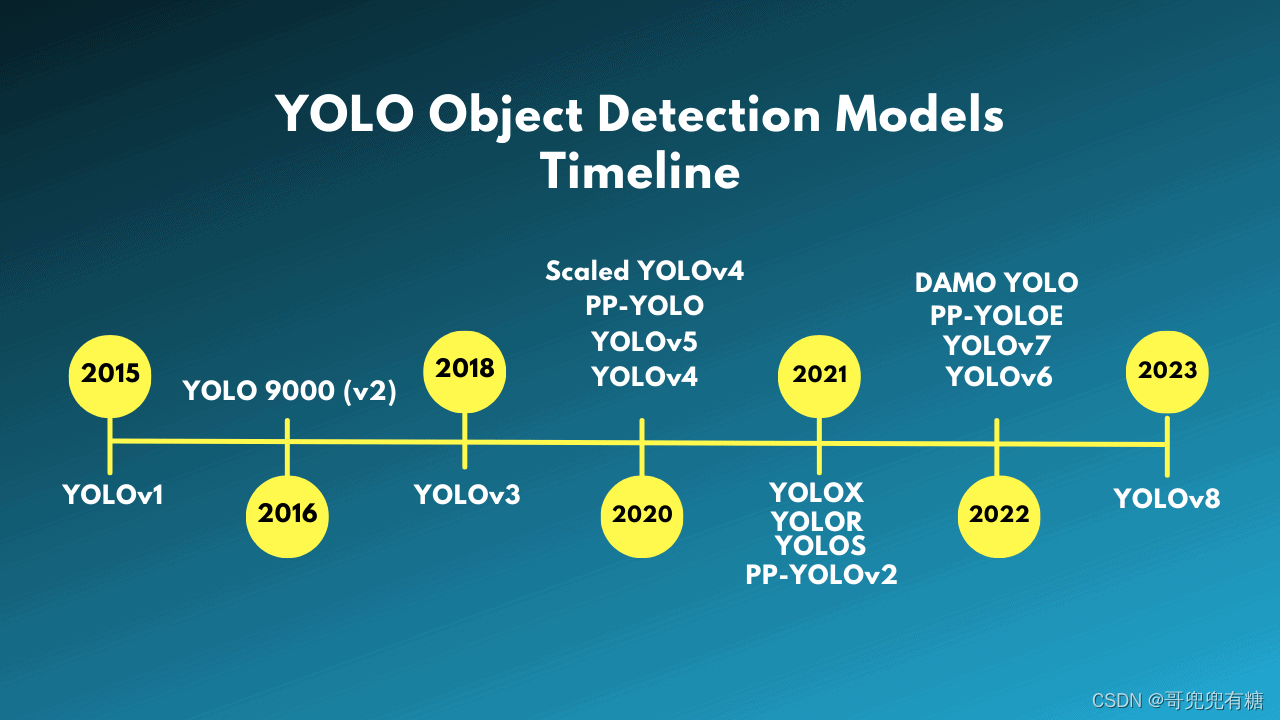 YOLO Object Detection Models
Timeline
2015
YOLOv1
YOLO 9000 (v2)
2016
2018
YOLOv3
Scaled YOLOv4
PP-YOLO
YOLOv5
YOLOv4
2020
2021
YOLOX
YOLOR
YOLOS
PP-YOLOv2
DAMO YOLO
PP-YOLOE
YOLOv7
YOLOv6
2022
2023
YOLOv8
CSDN @哥兜兜有糖